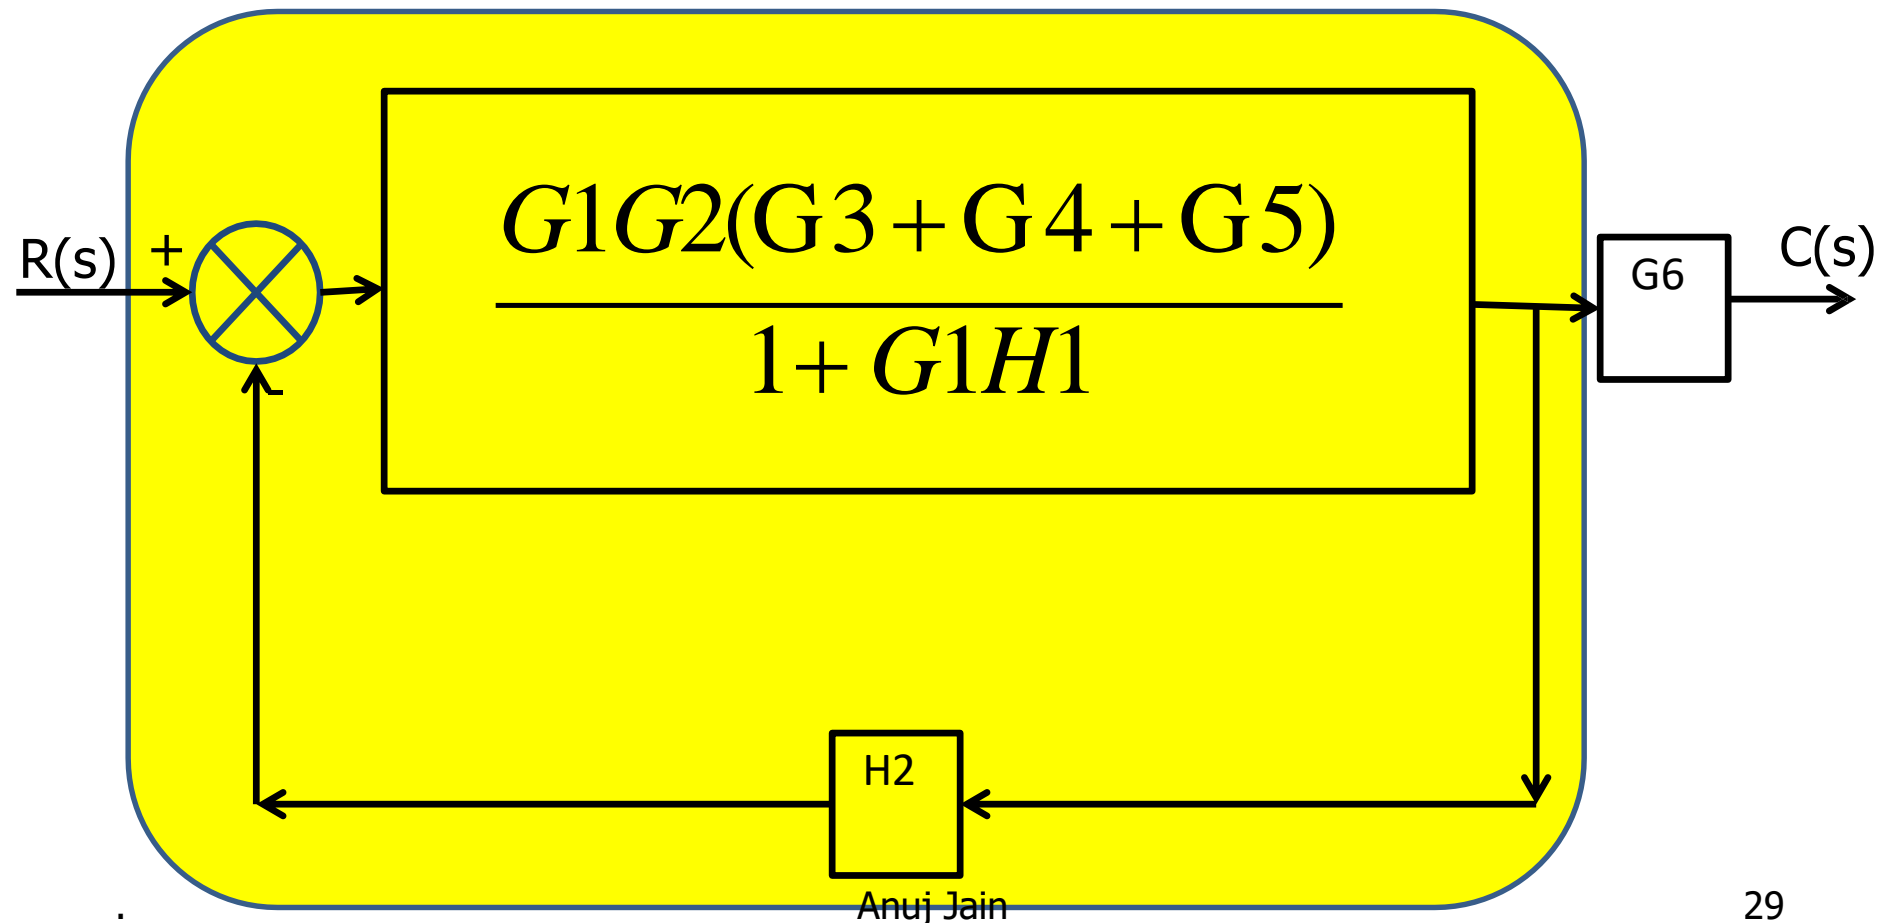 G1G2(G3+G4+G5)
1+G1H1
R(s)
+
-
G6
C(s)
H2
Anuj Jain
29